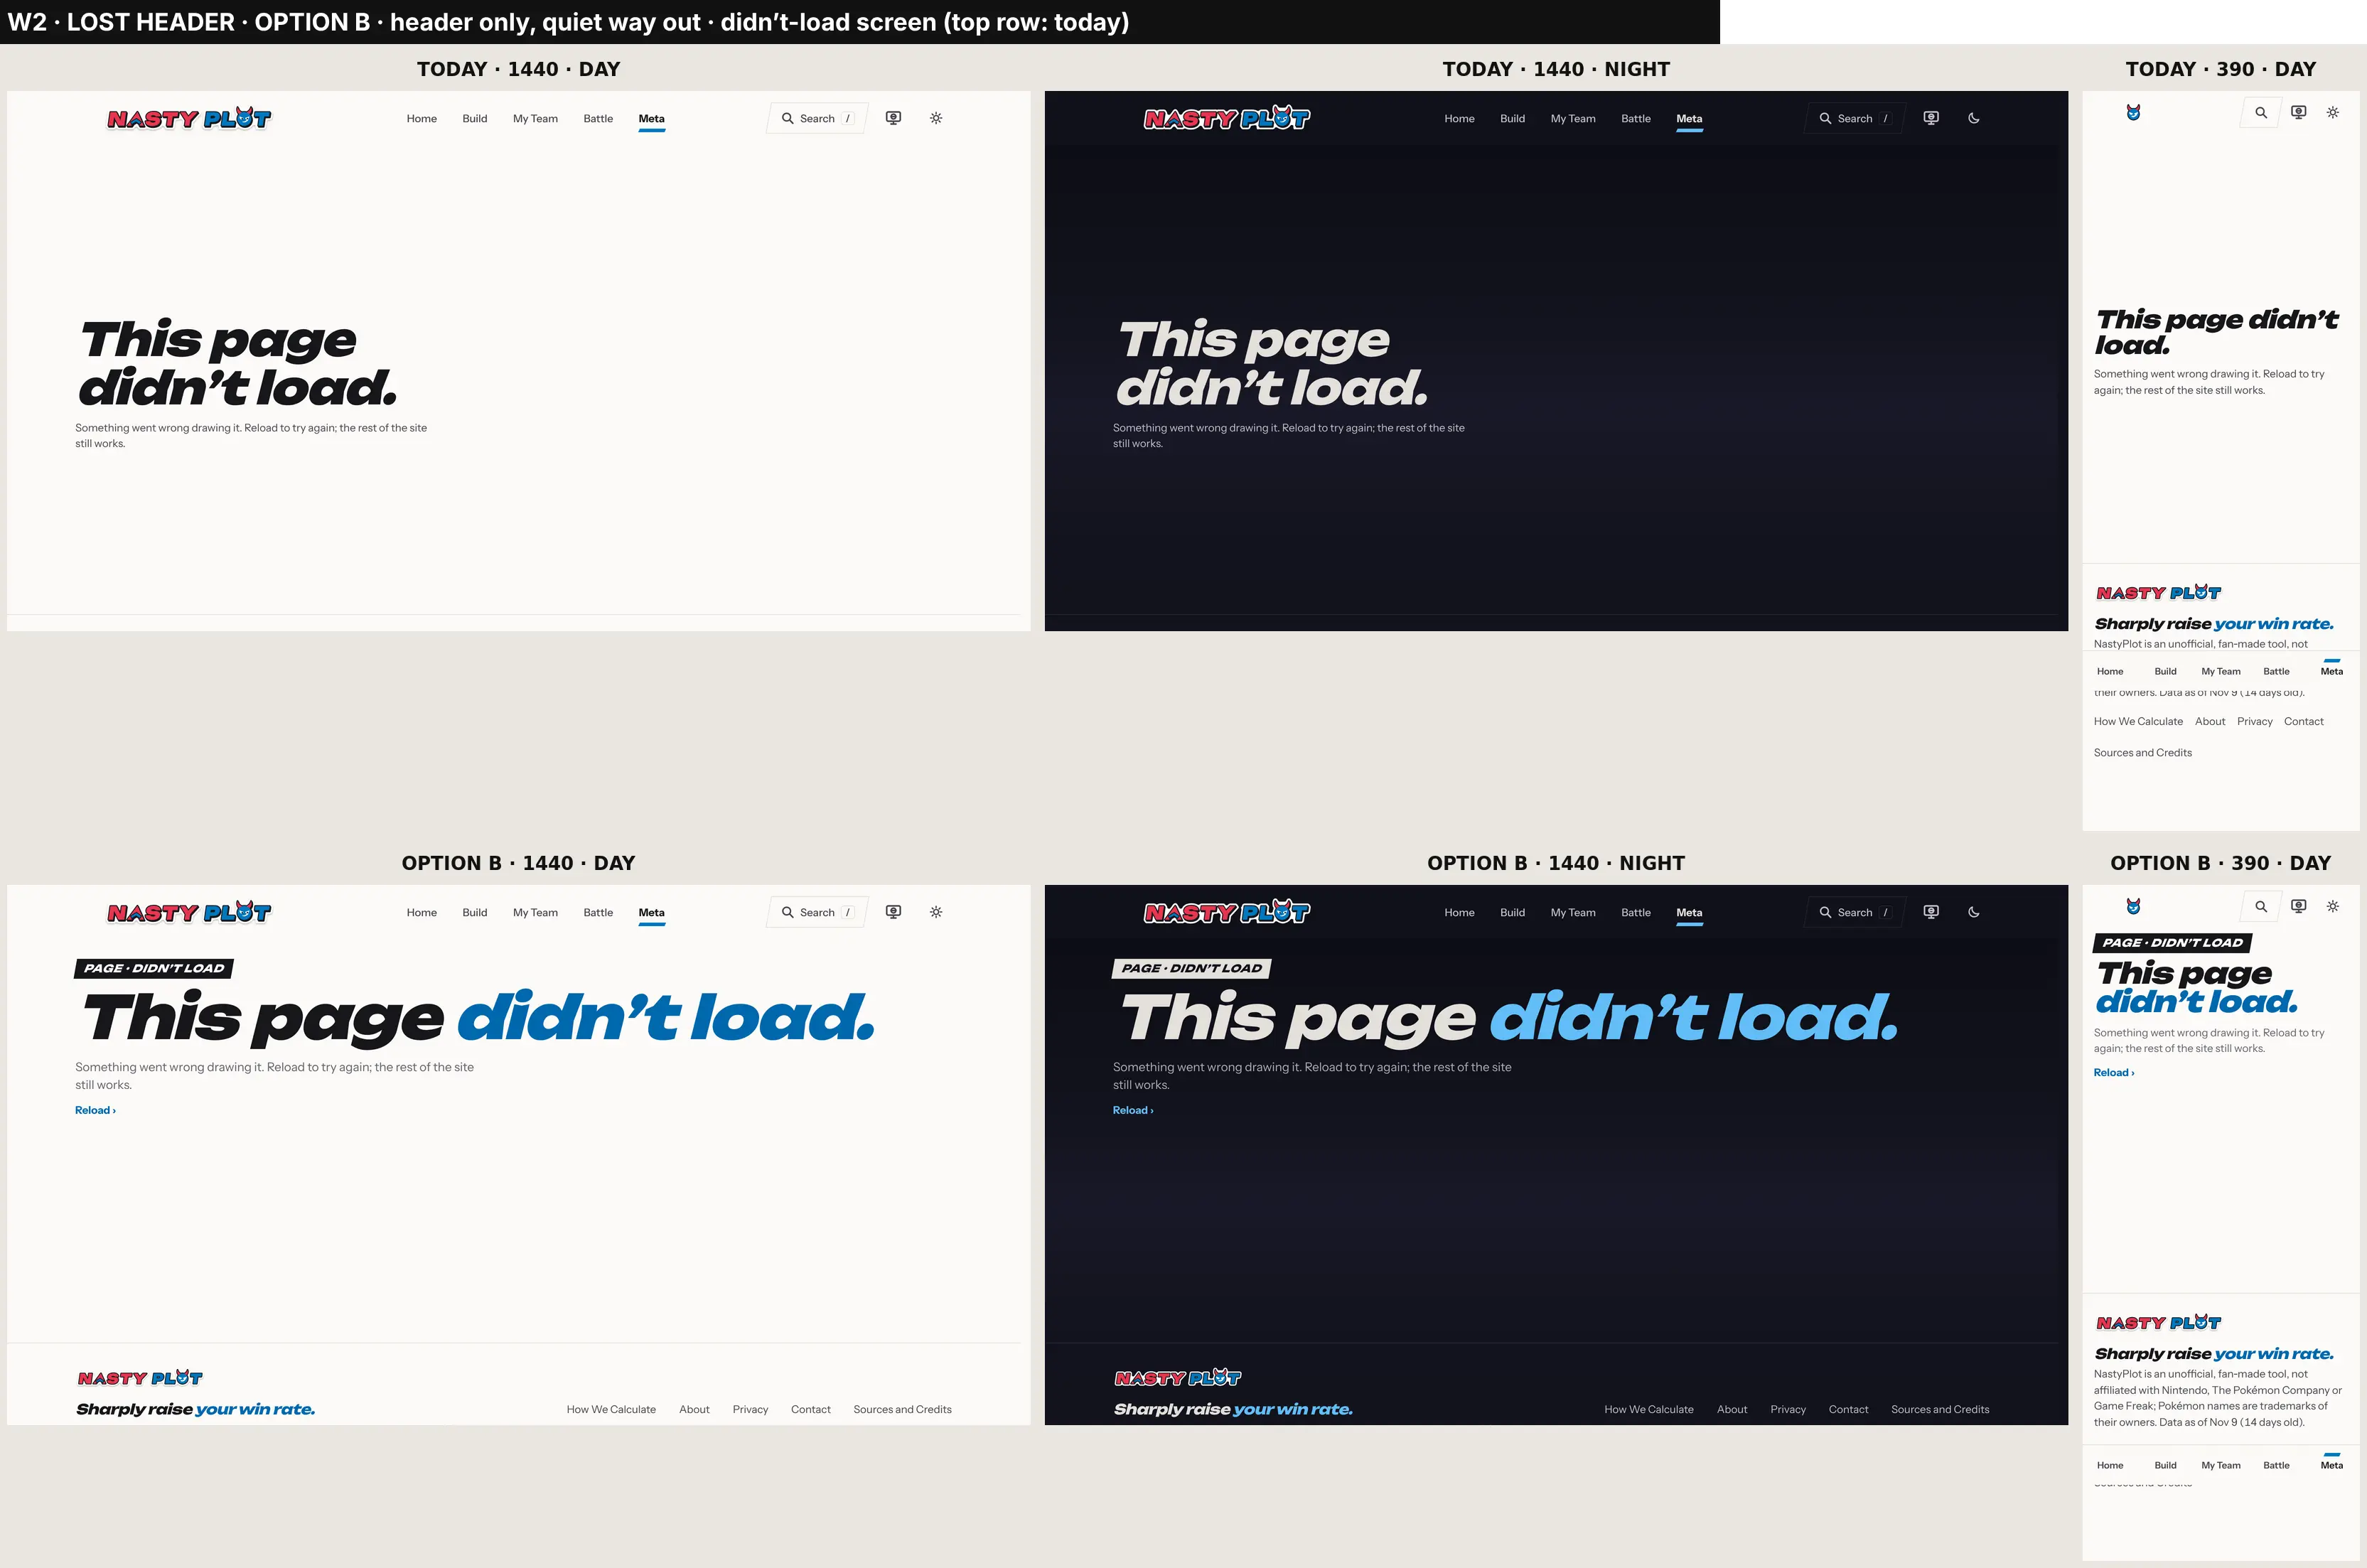 W2 · LOST HEADER · OPTION B · header only, quiet way out · didn’t-load screen (top row: today)
TODAY · 1440 · DAY
NASTY PLOT
Home Build My Team Battle Meta
Search /
This page
didn’t load.
Something went wrong drawing it. Reload to try again; the rest of the site
still works.
TODAY · 1440 · NIGHT
NASTY PLOT
Home Build My Team Battle Meta
Search /
This page
didn’t load.
Something went wrong drawing it. Reload to try again; the rest of the site
still works.
TODAY · 390 · DAY
This page didn’t
load.
Something went wrong drawing it. Reload to try
again; the rest of the site still works.
NASTY PLOT
Sharply raise your win rate.
NastyPlot is an unofficial, fan-made tool, not
Home Build My Team Battle Meta
their owners. Data as of Nov 9 (14 days old).
How We Calculate About Privacy Contact
Sources and Credits
OPTION B · 1440 · DAY
NASTY PLOT
Home Build My Team Battle Meta
Search /
PAGE · DIDN’T LOAD
This page didn’t load.
Something went wrong drawing it. Reload to try again; the rest of the site
still works.
Reload ›
NASTY PLOT
Sharply raise your win rate.
How We Calculate About Privacy Contact Sources and Credits
OPTION B · 1440 · NIGHT
NASTY PLOT
Home Build My Team Battle Meta
Search /
PAGE · DIDN’T LOAD
This page didn’t load.
Something went wrong drawing it. Reload to try again; the rest of the site
still works.
Reload ›
NASTY PLOT
Sharply raise your win rate.
How We Calculate About Privacy Contact Sources and Credits
OPTION B · 390 · DAY
PAGE · DIDN’T LOAD
This page
didn’t load.
Something went wrong drawing it. Reload to try
again; the rest of the site still works.
Reload ›
NASTY PLOT
Sharply raise your win rate.
NastyPlot is an unofficial, fan-made tool, not
affiliated with Nintendo, The Pokémon Company or
Game Freak; Pokémon names are trademarks of
their owners. Data as of Nov 9 (14 days old).
Home Build My Team Battle Meta